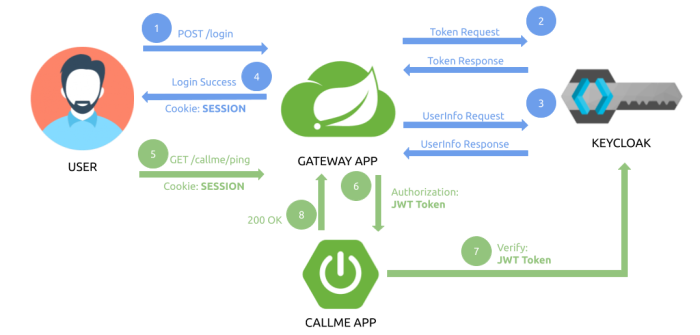 1
POST /login
Token Request
2
Token Response
Login Success
4
Cookie: SESSION
UserInfo Request
3
UserInfo Response
USER
GATEWAY APP
KEYCLOAK
5
GET /callme/ping
Cookie: SESSION
6
Authorization:
JWT Token
200 OK
8
7
Verify:
JWT Token
CALLME APP